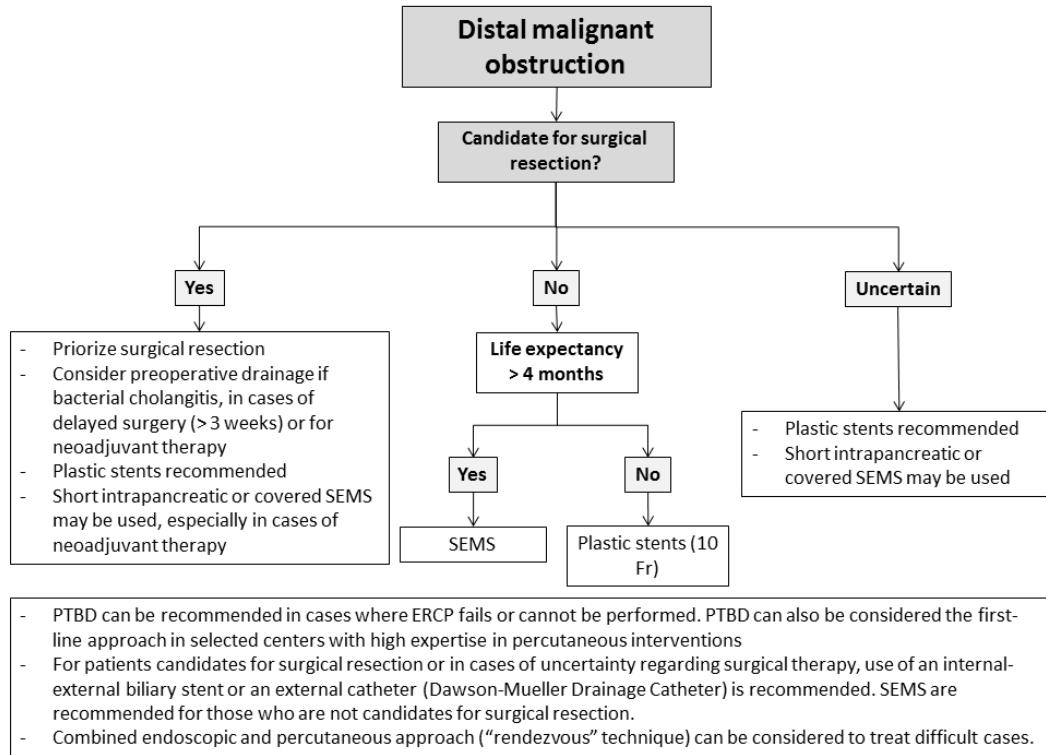 Distal malignant
obstruction
Candidate for surgical
resection?
Yes
No
Uncertain
- Priorize surgical resection
- Consider preoperative drainage if
bacterial cholangitis, in cases of
delayed surgery (> 3 weeks) or for
neoadjuvant therapy
- Plastic stents recommended
- Short intrapancreatic or covered SEMS
may be used, especially in cases of
neoadjuvant therapy
Life expectancy
> 4 months
Yes
No
SEMS
Plastic stents (10
Fr)
- Plastic stents recommended
- Short intrapancreatic or
covered SEMS may be used
- PTBD can be recommended in cases where ERCP fails or cannot be performed. PTBD can also be considered the first-
line approach in selected centers with high expertise in percutaneous interventions
- For patients candidates for surgical resection or in cases of uncertainty regarding surgical therapy, use of an internal-
external biliary stent or an external catheter (Dawson-Mueller Drainage Catheter) is recommended. SEMS are
recommended for those who are not candidates for surgical resection.
- Combined endoscopic and percutaneous approach (“rendezvous” technique) can be considered to treat difficult cases.